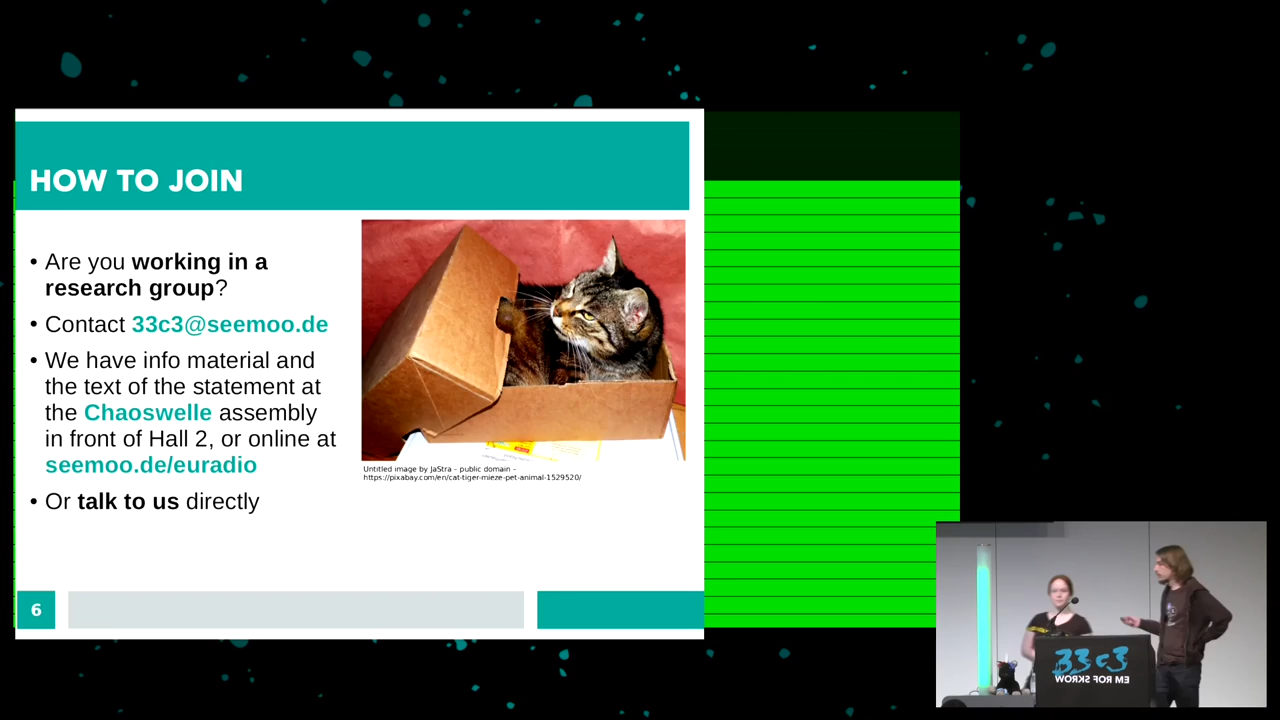 HOW TO JOIN
• Are you working in a
research group?
• Contact 33c3@seemoo.de
• We have info material and
the text of the statement at
the Chaoswelle assembly
in front of Hall 2, or online at
seemoo.de/euradio
• Or talk to us directly
Untitled image by JaStra - public domain -
https://pixabay.com/en/cat-tiger-mieze-pet-animal-1529520/
6
33c3
WORKS FOR ME